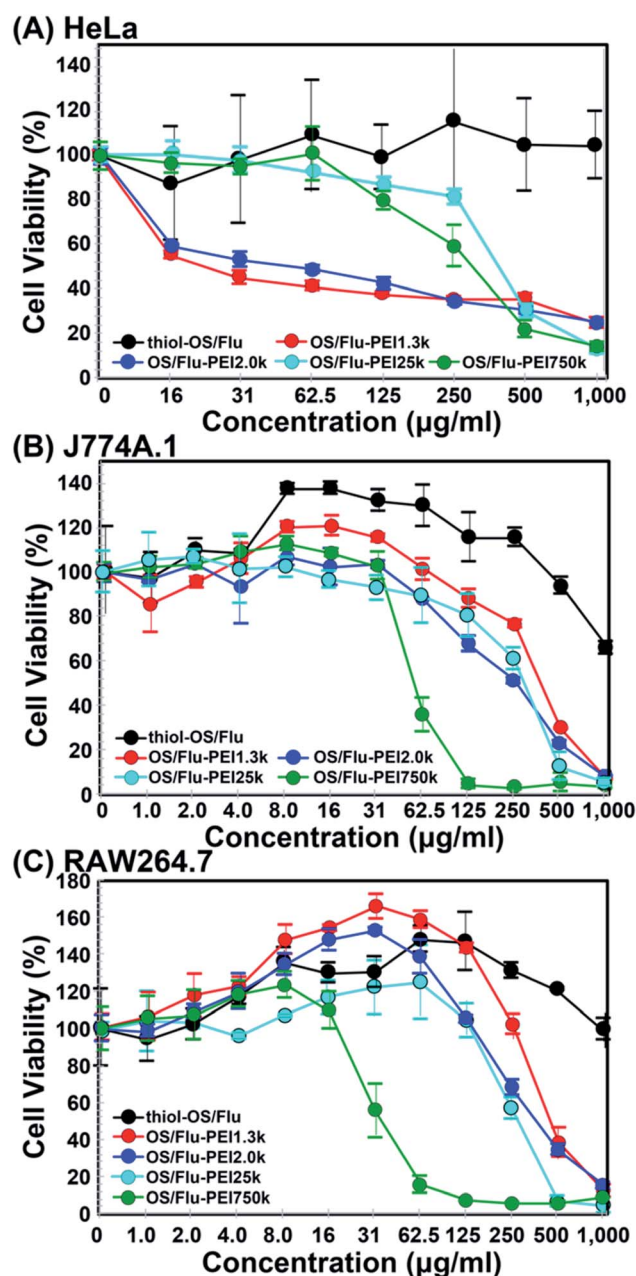 (A) HeLa
140
120
100
80
60
40
20
0
Cell Viability (%)
thiol-OS/Flu OS/Flu-PEI1.3k
OS/Flu-PEI2.0k OS/Flu-PEI25k OS/Flu-PEI750k
0 16 31 62.5 125 250 500 1,000
Concentration (µg/ml)
(B) J774A.1
140
120
100
80
60
40
20
0
Cell Viability (%)
thiol-OS/Flu
OS/Flu-PEI1.3k OS/Flu-PEI2.0k
OS/Flu-PEI25k OS/Flu-PEI750k
0 1.0 2.0 4.0 8.0 16 31 62.5 125 250 500 1,000
Concentration (µg/ml)
(C) RAW264.7
180
160
140
120
100
80
60
40
20
0
Cell Viability (%)
thiol-OS/Flu
OS/Flu-PEI1.3k
OS/Flu-PEI2.0k
OS/Flu-PEI25k
OS/Flu-PEI750k
0 1.0 2.0 4.0 8.0 16 31 62.5 125 250 500 1,000
Concentration (µg/ml)